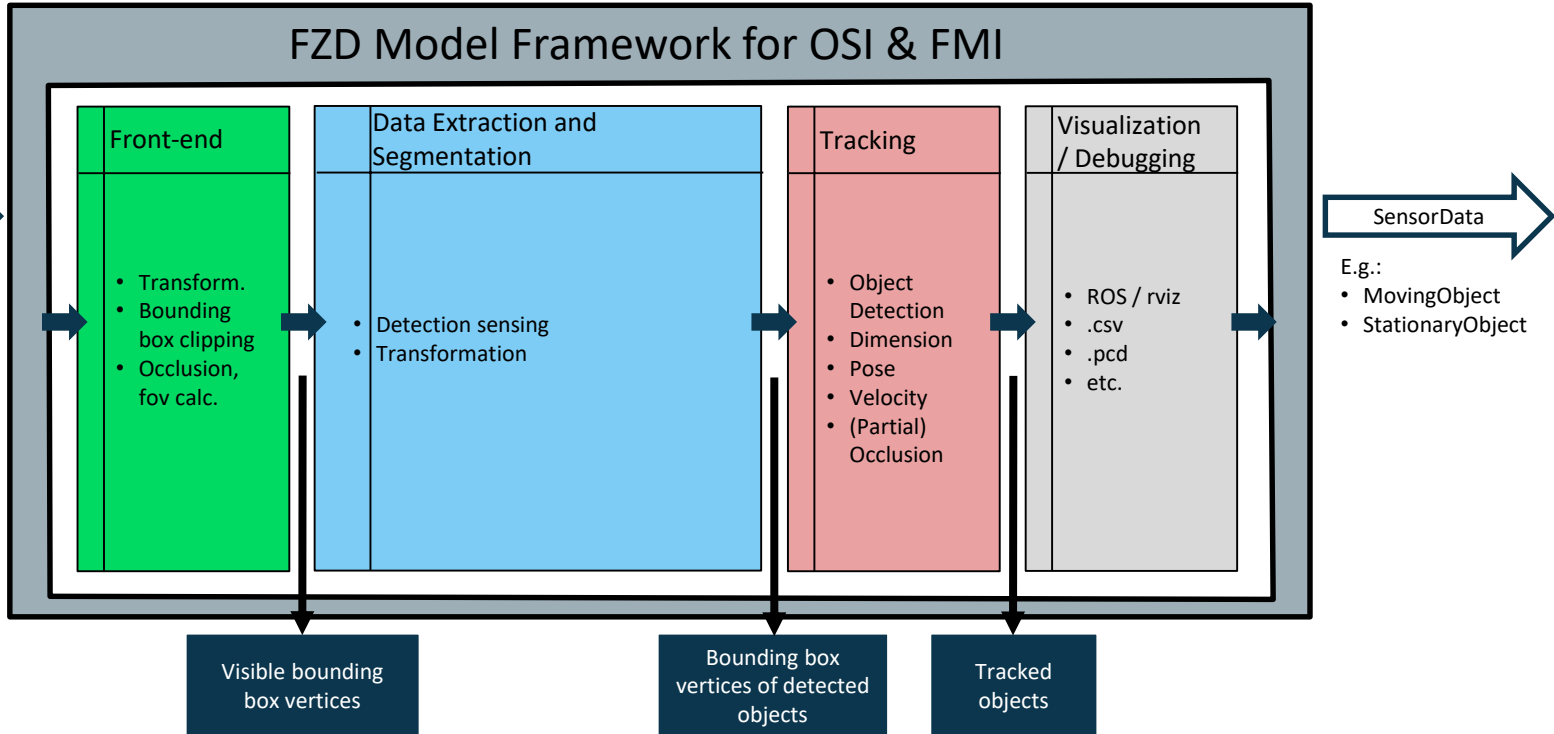 FZD Model Framework for OSI & FMI
Front-end
• Transform.
• Bounding
box clipping
• Occlusion,
fov calc.
Data Extraction and
Segmentation
• Detection sensing
• Transformation
Tracking
• Object
Detection
• Dimension
• Pose
• Velocity
• (Partial)
Occlusion
Visualization
/ Debugging
• ROS / rviz
• .csv
• .pcd
• etc.
SensorData
E.g.:
• MovingObject
• StationaryObject
Visible bounding
box vertices
Bounding box
vertices of detected
objects
Tracked
objects